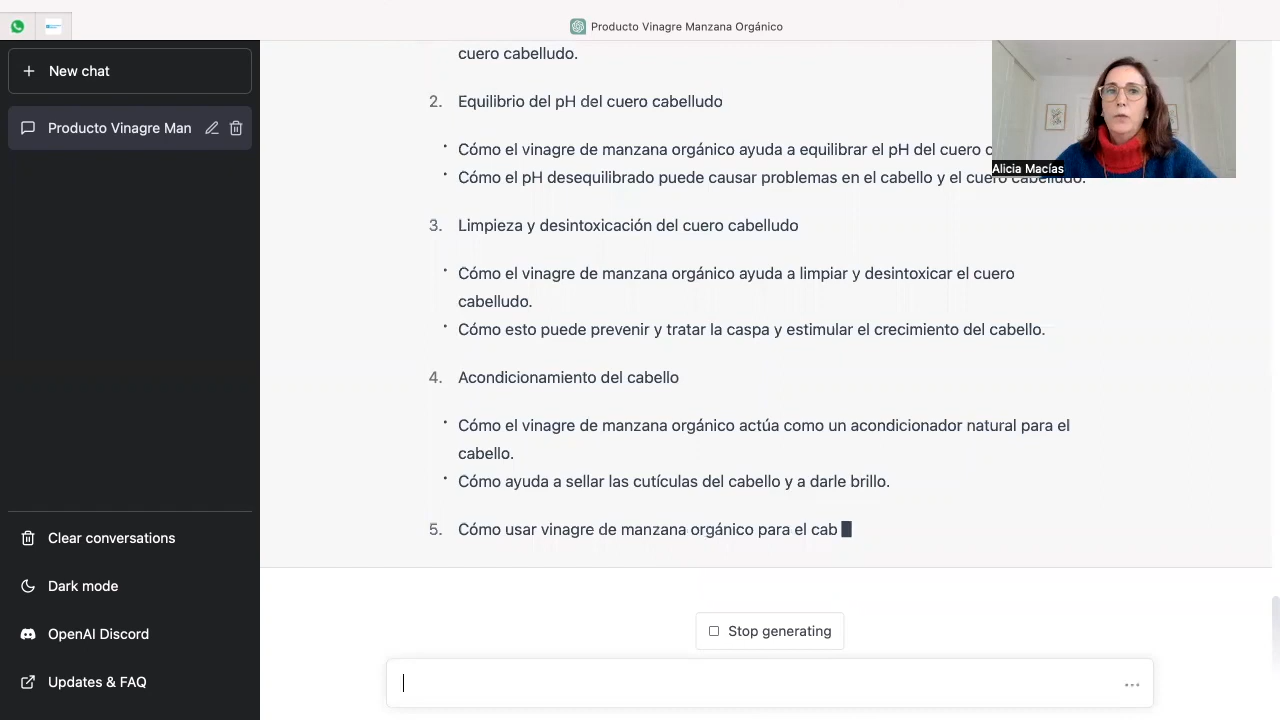 Producto Vinagre Manzana Orgánico
New chat
Producto Vinagre Man
Clear conversations
Dark mode
OpenAI Discord
Updates & FAQ
cuero cabelludo.
2. Equilibrio del pH del cuero cabelludo
Cómo el vinagre de manzana orgánico ayuda a equilibrar el pH del cuero
Cómo el pH desequilibrado puede causar problemas en el cabello y el cuero cabelludo.
3. Limpieza y desintoxicación del cuero cabelludo
Cómo el vinagre de manzana orgánico ayuda a limpiar y desintoxicar el cuero
cabelludo.
Cómo esto puede prevenir y tratar la caspa y estimular el crecimiento del cabello.
4. Acondicionamiento del cabello
Cómo el vinagre de manzana orgánico actúa como un acondicionador natural para el
cabello.
Cómo ayuda a sellar las cutículas del cabello y a darle brillo.
5. Cómo usar vinagre de manzana orgánico para el cab
Stop generating
Alicia Macías